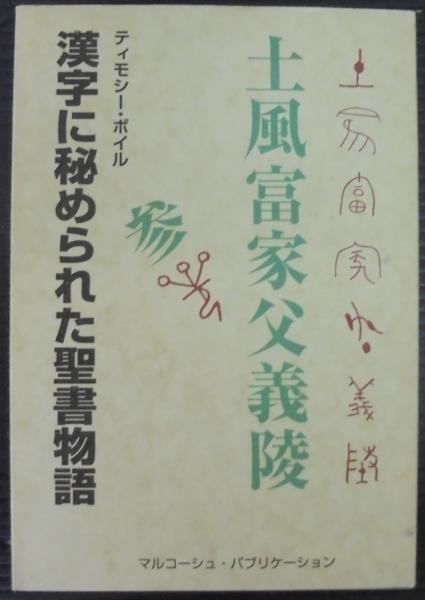 土風富家父義陵
参
ティモシー・ボイル
漢字に秘められた聖書物語
マルコーシュ・パブリケーション